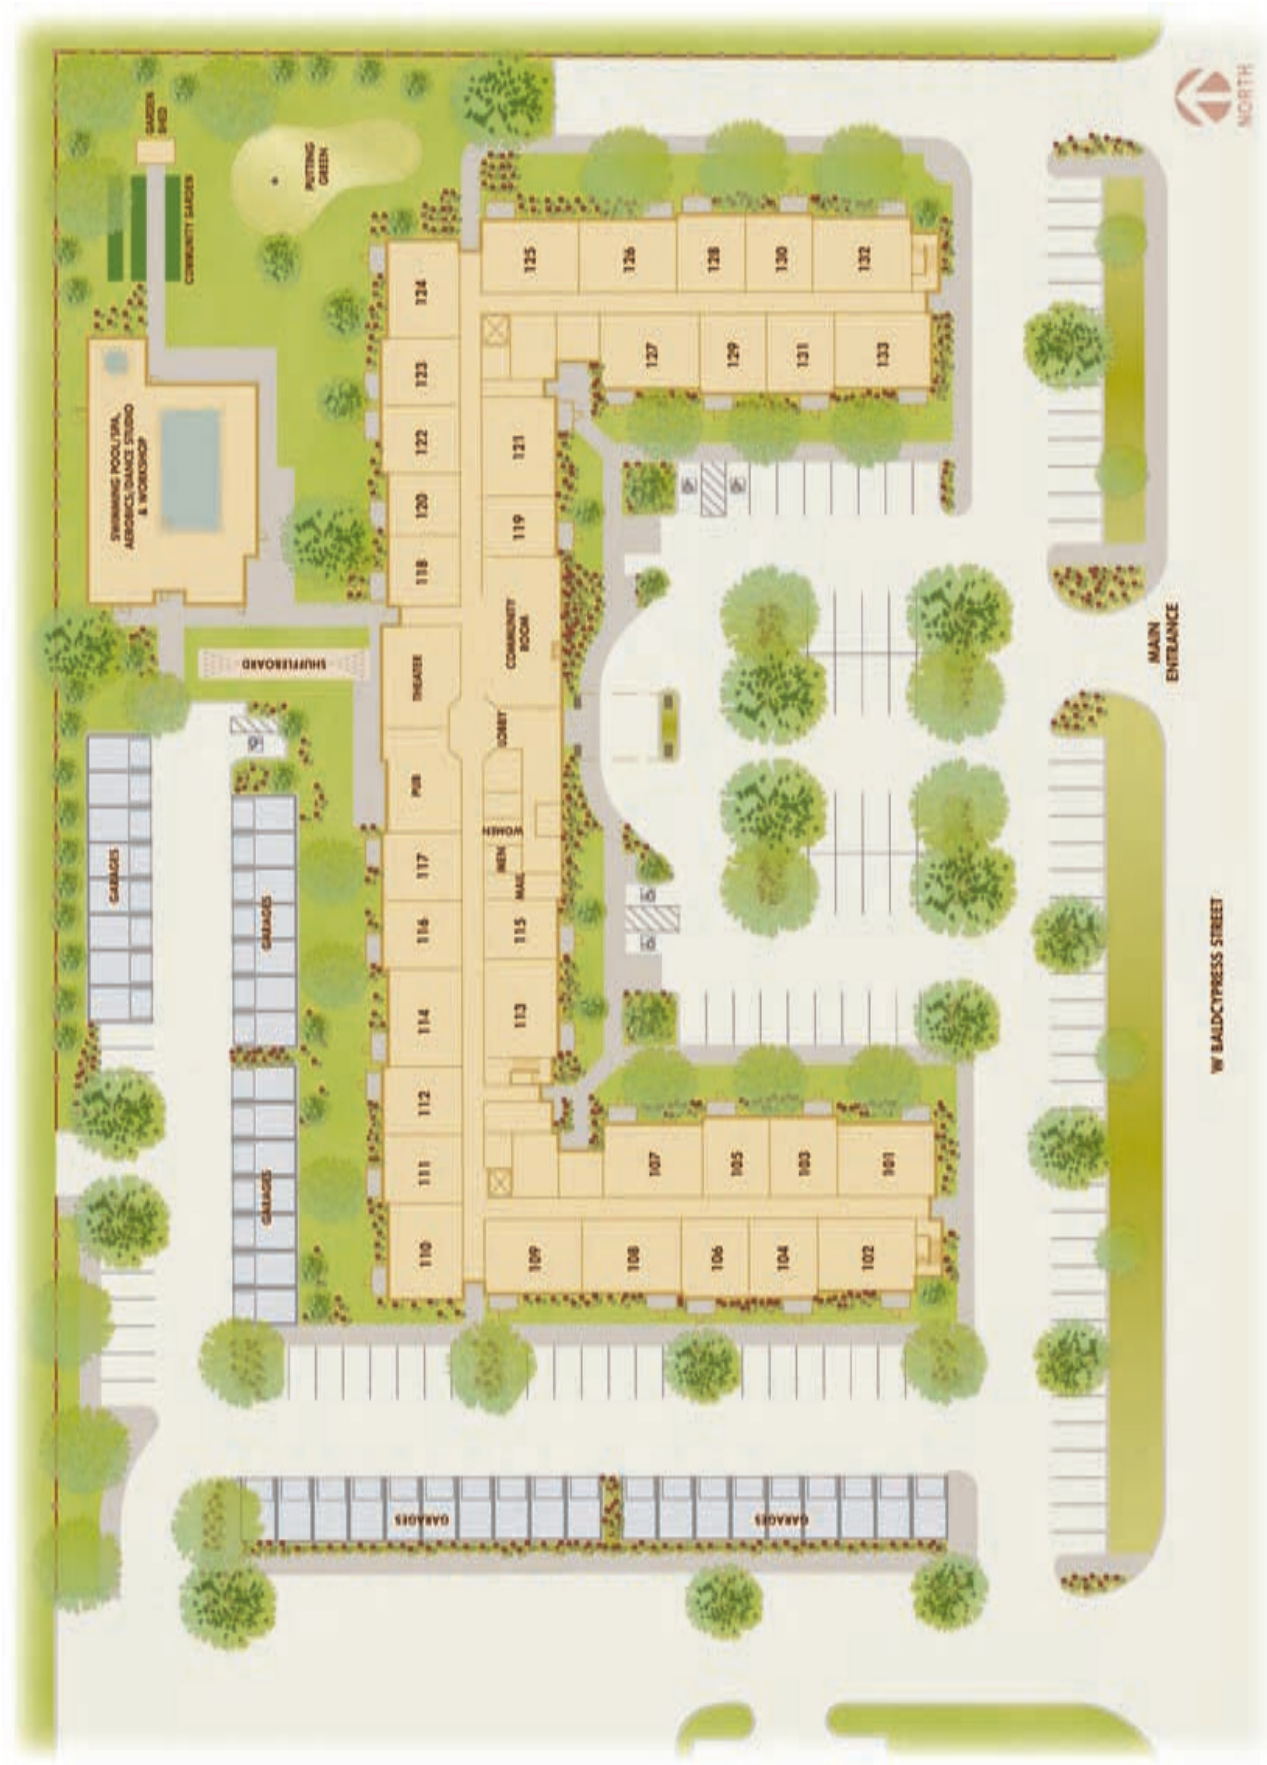 NORTH
GARDEN
SHED
COMMUNITY GARDEN
PUTTING
GREEN
SWIMMING POOL/SPA,
AEROBICS/DANCE STUDIO
& WORKSHOP
SHUFFLEBOARD
GARAGES
GARAGES
GARAGES
GARAGES
GARAGES
124
123
122
120
118
THEATER
PUB
117
116
114
112
111
110
125
126
128
130
132
127
129
131
133
121
119
COMMUNITY
ROOM
LOBBY
WOMEN
MEN
MAIL
115
113
107
105
103
101
109
108
106
104
102
MAIN
ENTRANCE
W BALDCYPRESS STREET